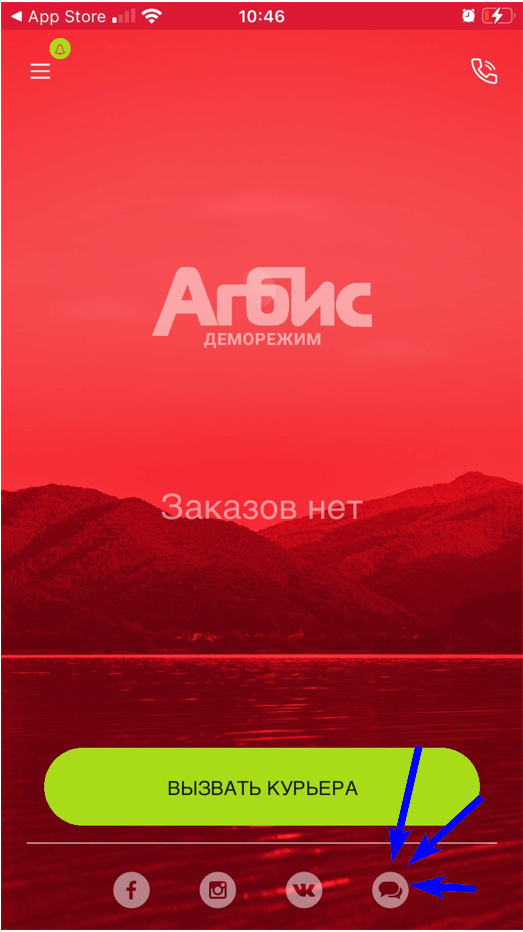 App Store
10:46
Агбис
ДЕМОРЕЖИМ
Заказов нет
ВЫЗВАТЬ КУРЬЕРА